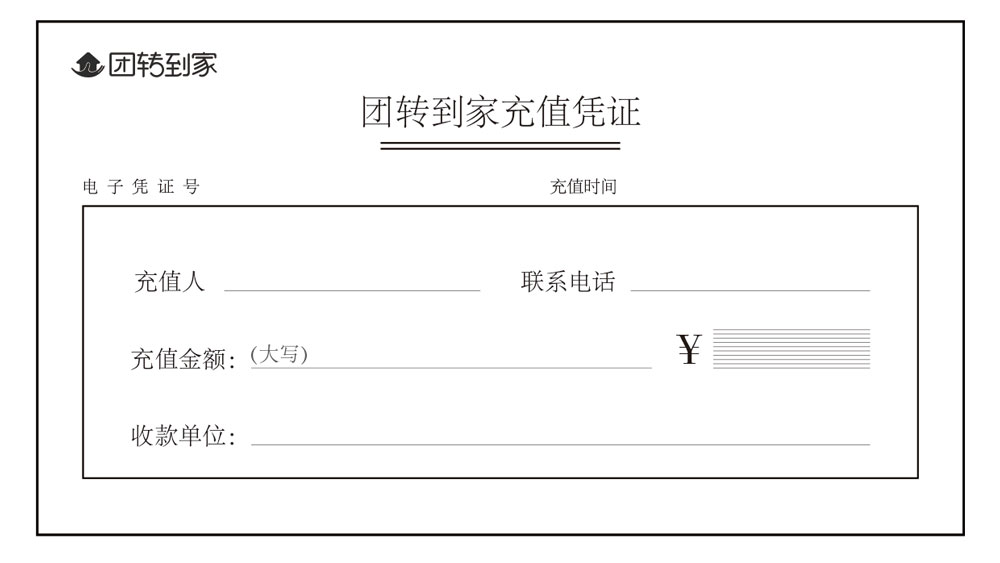 团转到家
团转到家充值凭证
电子凭证号 充值时间
充值人 联系电话
充值金额：(大写) ¥
收款单位：